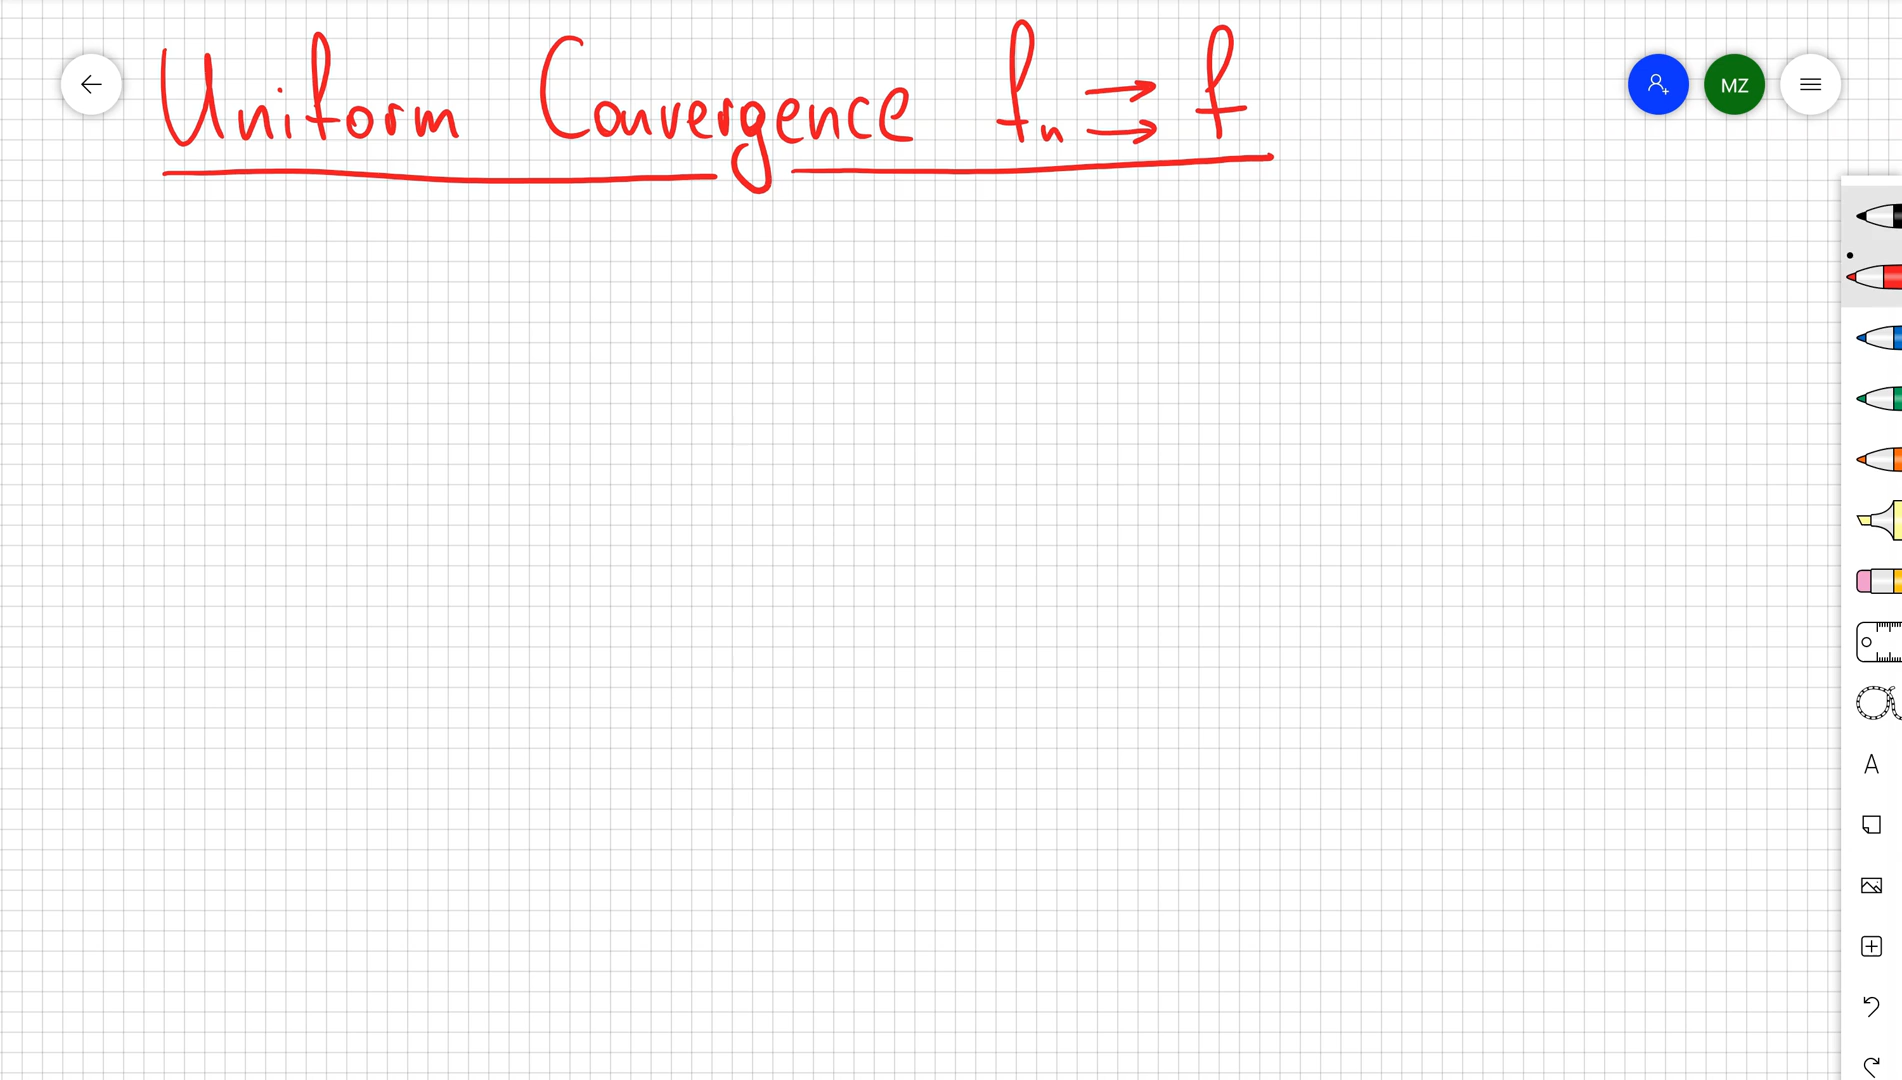 Uniform Convergence fn ⇉ f
MZ
A